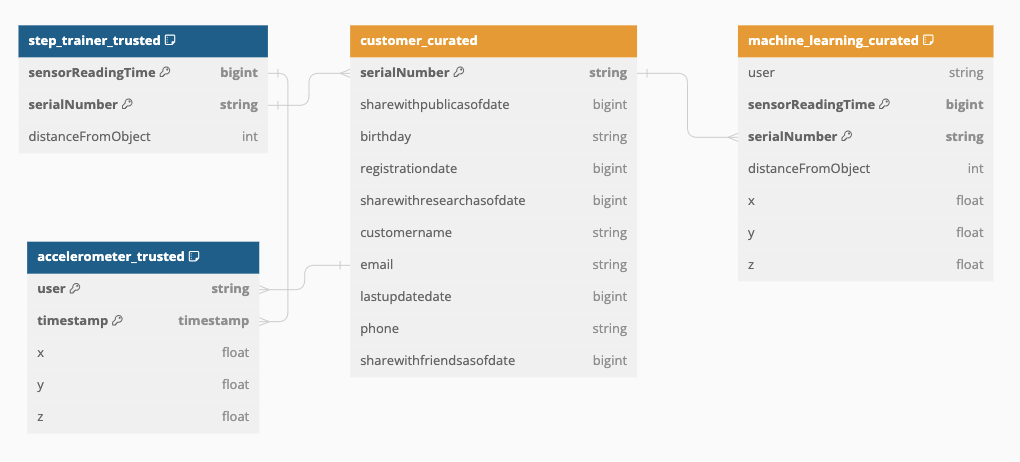 step_trainer_trusted
sensorReadingTime bigint
serialNumber string
distanceFromObject int
accelerometer_trusted
user string
timestamp timestamp
x float
y float
z float
customer_curated
serialNumber string
sharewithpublicasofdate bigint
birthday string
registrationdate bigint
sharewithresearchasofdate bigint
customername string
email string
lastupdatedate bigint
phone string
sharewithfriendsasofdate bigint
machine_learning_curated
user string
sensorReadingTime bigint
serialNumber string
distanceFromObject int
x float
y float
z float